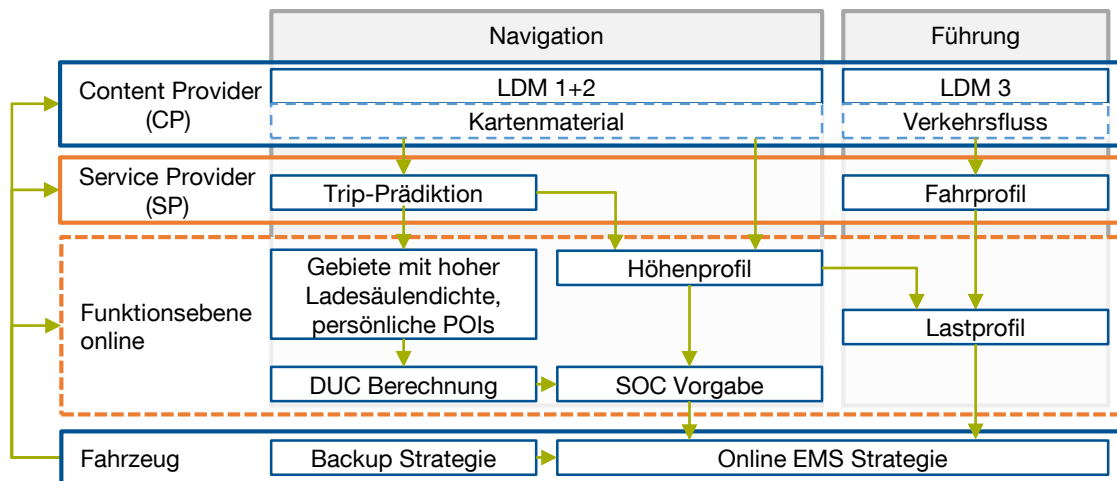 Navigation
Führung
Content Provider
(CP)
LDM 1+2
LDM 3
Kartenmaterial
Verkehrsfluss
Service Provider
(SP)
Trip-Prädiktion
Fahrprofil
Funktionsebene
online
Gebiete mit hoher
Ladesäulendichte,
persönliche POIs
Höhenprofil
Lastprofil
DUC Berechnung
SOC Vorgabe
Fahrzeug
Backup Strategie
Online EMS Strategie